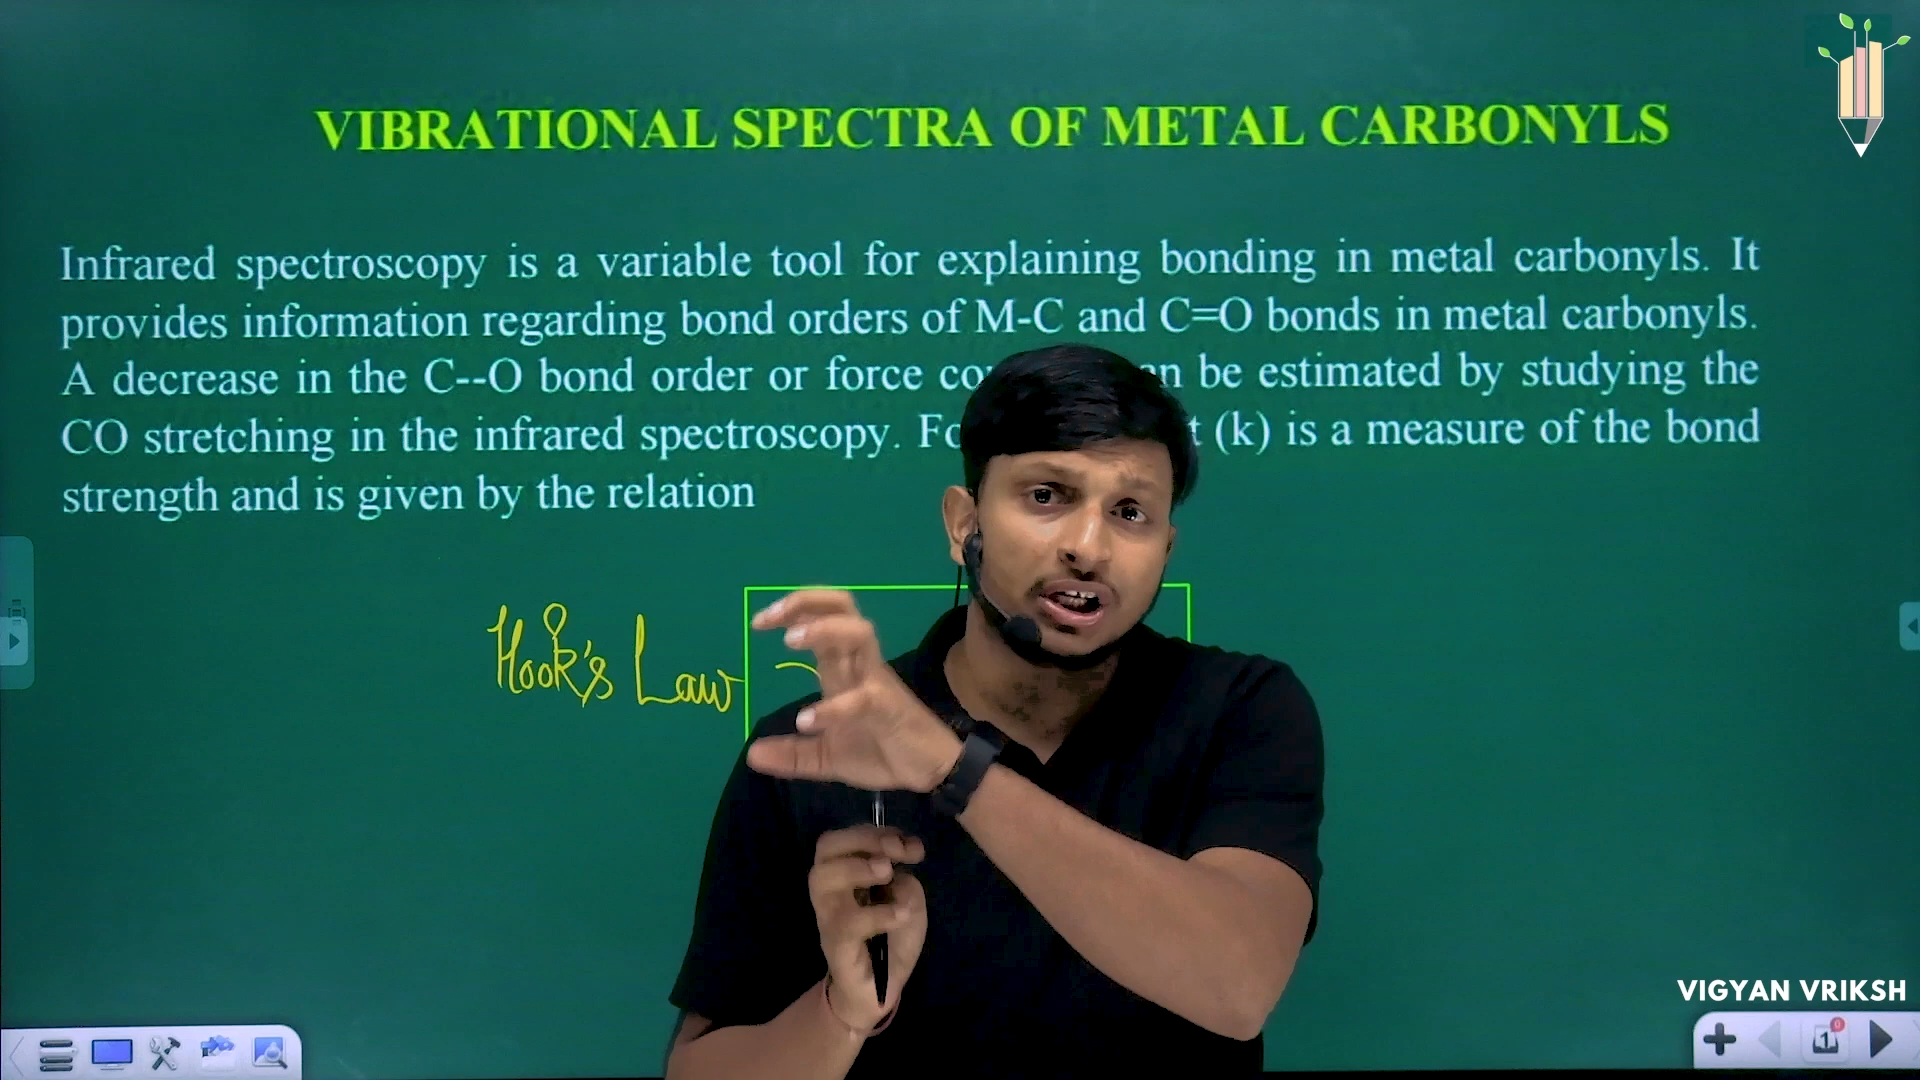 VIBRATIONAL SPECTRA OF METAL CARBONYLS
Infrared spectroscopy is a variable tool for explaining bonding in metal carbonyls. It
provides information regarding bond orders of M-C and C=O bonds in metal carbonyls.
A decrease in the C--O bond order or force be estimated by studying the
CO stretching in the infrared spectroscopy. (k) is a measure of the bond
strength and is given by the relation
Hook's Law
VIGYAN VRIKSH
1
0